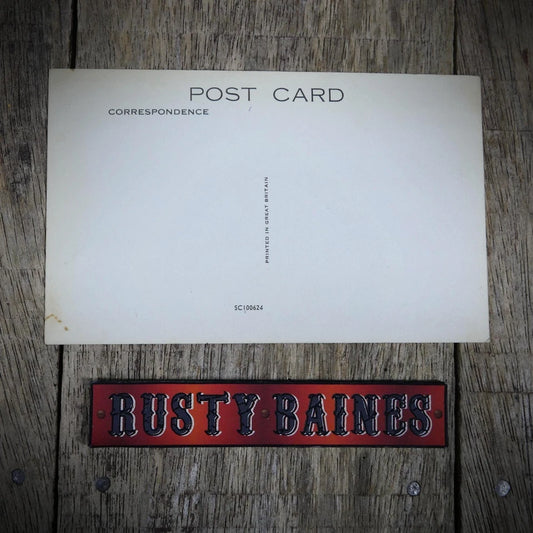 POST CARD
CORRESPONDENCE
PRINTED IN GREAT BRITAIN
SC100624
RUSTY BAINES